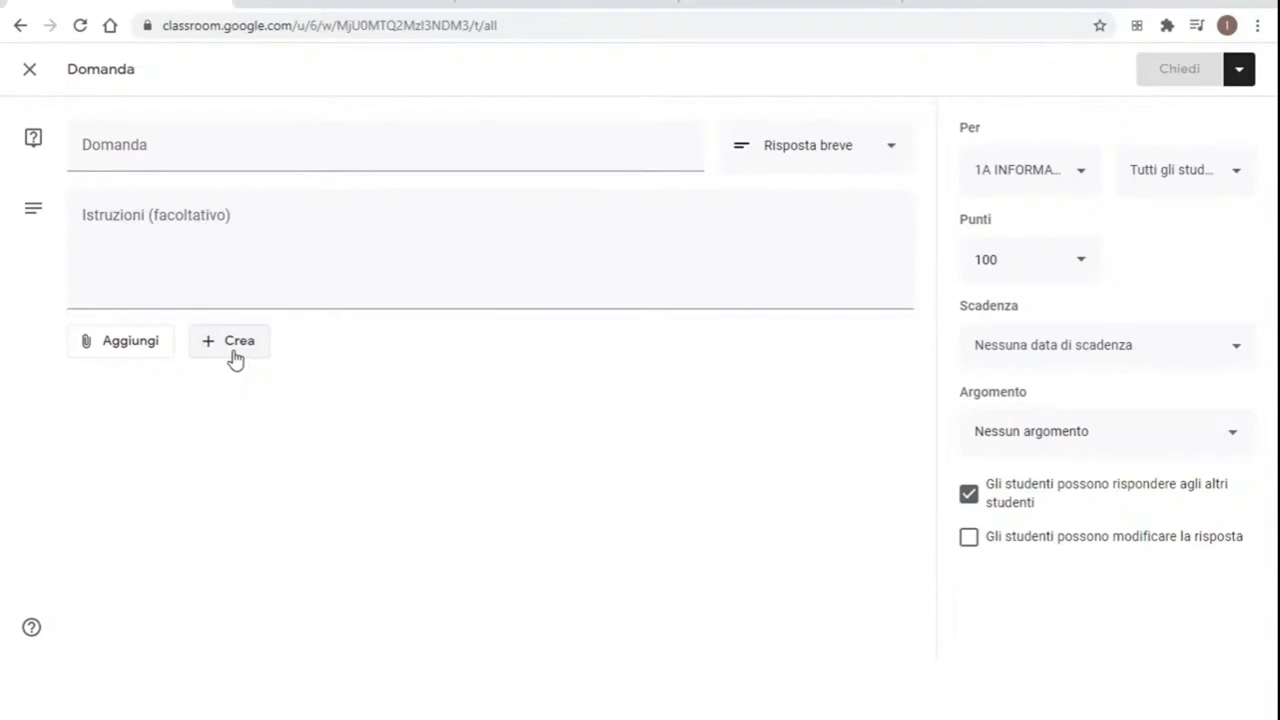 classroom.google.com/u/6/w/MjU0MTQ2MzI3NDM3/t/all
I
Domanda
Chiedi
Domanda
Risposta breve
Istruzioni (facoltativo)
Aggiungi
Crea
Per
1A INFORMA...
Tutti gli stud...
Punti
100
Scadenza
Nessuna data di scadenza
Argomento
Nessun argomento
Gli studenti possono rispondere agli altri
studenti
Gli studenti possono modificare la risposta